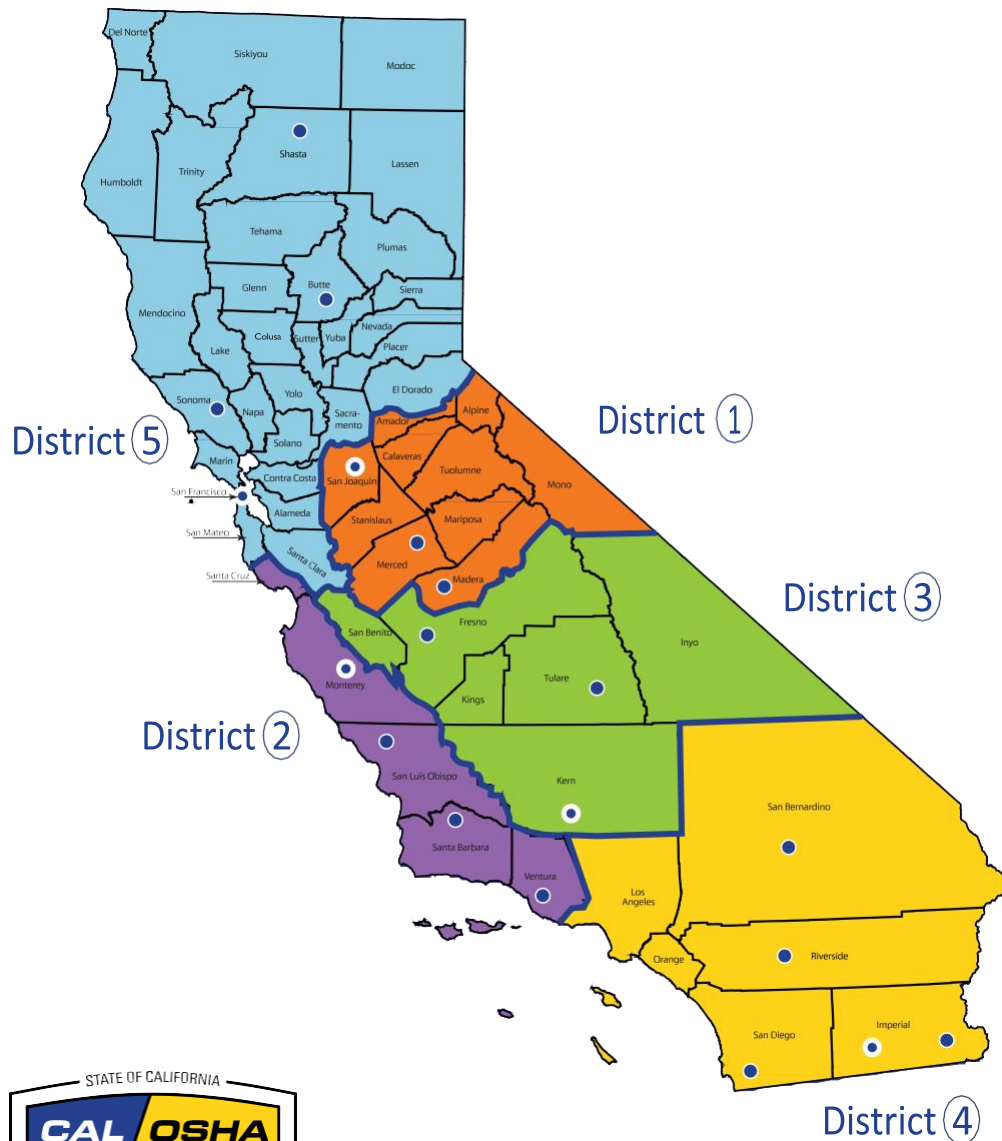 Del Norte
Siskiyou
Modoc
Shasta
Lassen
Trinity
Humboldt
Tehama
Plumas
Butte
Glenn
Sierra
Mendocino
Nevada
Colusa
Sutter
Yuba
Placer
Lake
El Dorado
Yolo
Sonoma
Napa
Sacra-
mento
Alpine
Amador
District 1
District 5
Solano
Calaveras
Marin
Tuolumne
Contra Costa
San Joaquin
Mono
San Francisco
Alameda
Stanislaus
Mariposa
San Mateo
Santa Clara
Merced
Santa Cruz
Madera
District 3
Fresno
San Benito
Inyo
Tulare
Monterey
Kings
District 2
San Luis Obispo
Kern
San Bernardino
Santa Barbara
Ventura
Los
Angeles
Orange
Riverside
Imperial
San Diego
STATE OF CALIFORNIA
CAL OSHA
District 4